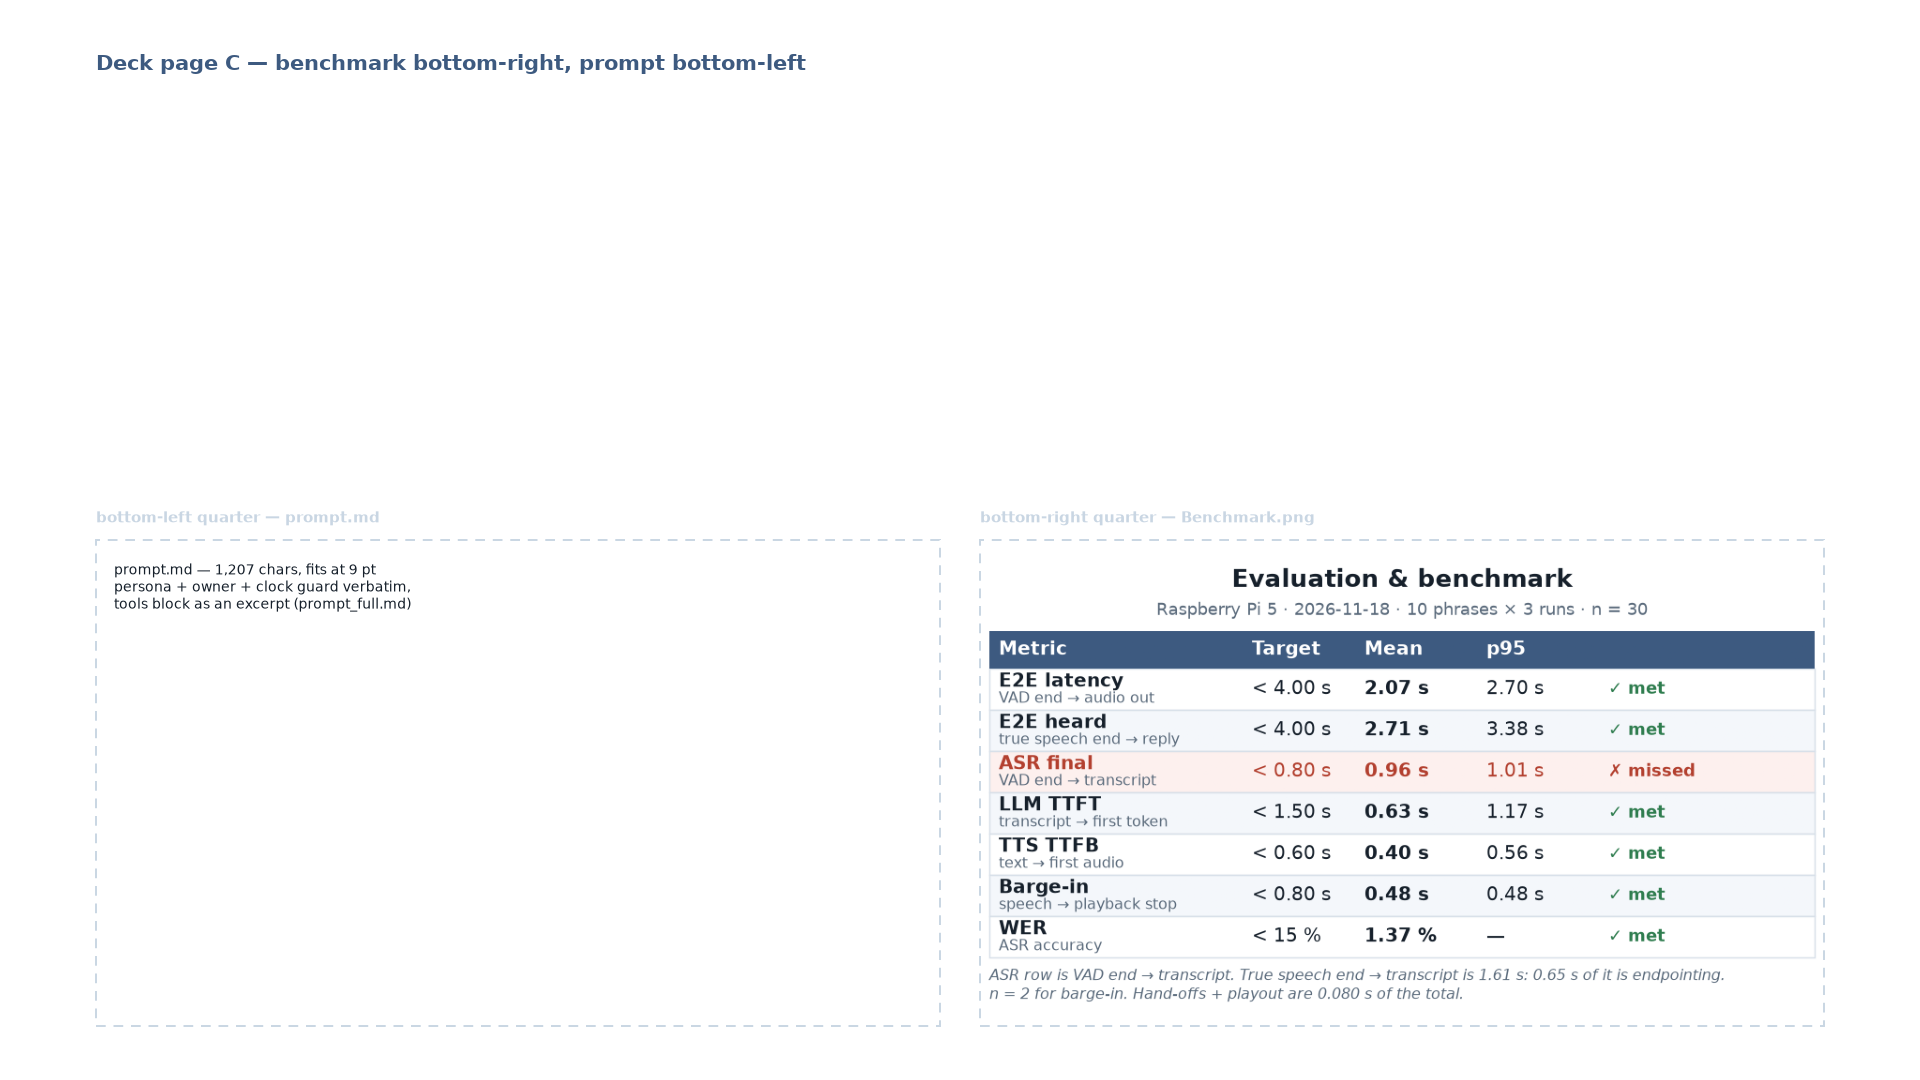 Deck page C — benchmark bottom-right, prompt bottom-left
bottom-left quarter — prompt.md
prompt.md — 1,207 chars, fits at 9 pt
persona + owner + clock guard verbatim,
tools block as an excerpt (prompt_full.md)
bottom-right quarter — Benchmark.png
Evaluation & benchmark
Raspberry Pi 5 · 2026-11-18 · 10 phrases × 3 runs · n = 30
Metric Target Mean p95
E2E latency
VAD end → audio out
< 4.00 s 2.07 s 2.70 s ✓ met
E2E heard
true speech end → reply
< 4.00 s 2.71 s 3.38 s ✓ met
ASR final
VAD end → transcript
< 0.80 s 0.96 s 1.01 s ✗ missed
LLM TTFT
transcript → first token
< 1.50 s 0.63 s 1.17 s ✓ met
TTS TTFB
text → first audio
< 0.60 s 0.40 s 0.56 s ✓ met
Barge-in
speech → playback stop
< 0.80 s 0.48 s 0.48 s ✓ met
WER
ASR accuracy
< 15 % 1.37 % — ✓ met
ASR row is VAD end → transcript. True speech end → transcript is 1.61 s: 0.65 s of it is endpointing.
n = 2 for barge-in. Hand-offs + playout are 0.080 s of the total.